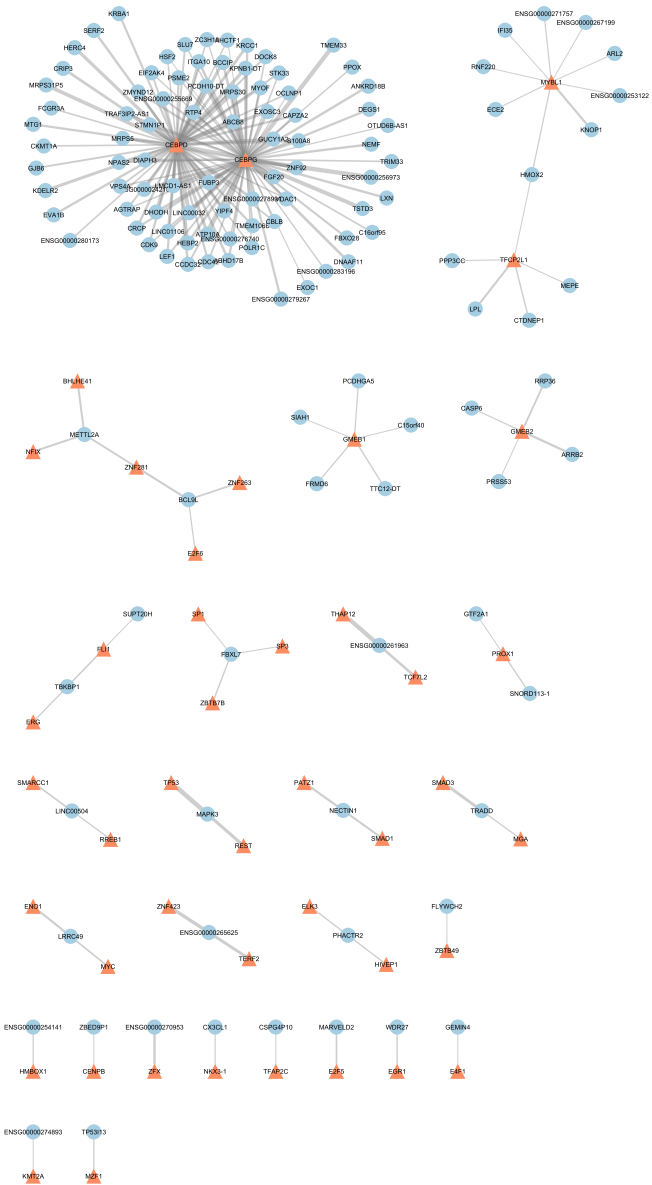 KRBA1
SERF2
HERC4
CRIP3
MRPS31P5
FCGR3A
MTG1
CKMT1A
GJB6
KDELR2
EVA1B
ENSG00000280173
SLU7
HSF2
EIF2AK4
PSME2
ZMYND12
ENSG00000255669
TRAF3IP2-AS1
STMN1P1
MRPS5
NPAS2
DIAPH3
VPS4A
AGTRAP
CRCP
CDK9
LEF1
ITGA10
BCCIP
KRCC1
DOCK8
KPNB1-DT
STK33
PCDH10-DT
MRPS30
MYOF
OCLNP1
RTP4
EXOSC3
CAPZA2
ABCB8
CEBPD
CEBPG
GUCY1A2
S100A8
ZNF92
FGF20
LMCD1-AS1
FUBP3
DHODH
LINC00032
YIPF4
LINC01106
ATP10A
TMEM106B
CBLB
HEBP2
ENSG00000276740
POLR1C
CCDC32
ABHD17B
TMEM33
PPOX
ANKRD18B
DEGS1
OTUD6B-AS1
NEMF
TRIM33
ENSG00000256973
LXN
TSTD3
C16orf95
FBXO28
DNAAF11
ENSG00000283196
EXOC1
ENSG00000279267
ENSG00000271757
IFI35
ENSG00000267199
ARL2
RNF220
MYBL1
ENSG00000253122
ECE2
KNOP1
HMOX2
PPP3CC
TFCP2L1
MEPE
LPL
CTDNEP1
BHLHE41
METTL2A
NFIX
ZNF281
ZNF263
BCL9L
E2F6
PCDHGA5
SIAH1
C15orf40
GMEB1
FRMD6
TTC12-DT
RRP36
CASP6
GMEB2
ARRB2
PRSS53
SUPT20H
FLI1
TBKBP1
ERG
SP1
FBXL7
SP3
ZBTB7B
THAP12
ENSG00000261963
TCF7L2
GTF2A1
PROX1
SNORD113-1
SMARCC1
LINC00504
RREB1
TP53
MAPK3
REST
PATZ1
NECTIN1
SMAD1
SMAD3
TRADD
MGA
ENO1
LRRC49
MYC
ZNF423
ENSG00000265625
TERF2
ELK3
PHACTR2
HIVEP1
FLYWCH2
ZBTB49
ENSG00000254141
ZBED9P1
ENSG00000270953
CX3CL1
CSPG4P10
MARVELD2
WDR27
GEMIN4
HMBOX1
CENPB
ZFX
NKX3-1
TFAP2C
E2F5
EGR1
E4F1
ENSG00000274893
TP53I13
KMT2A
MZF1